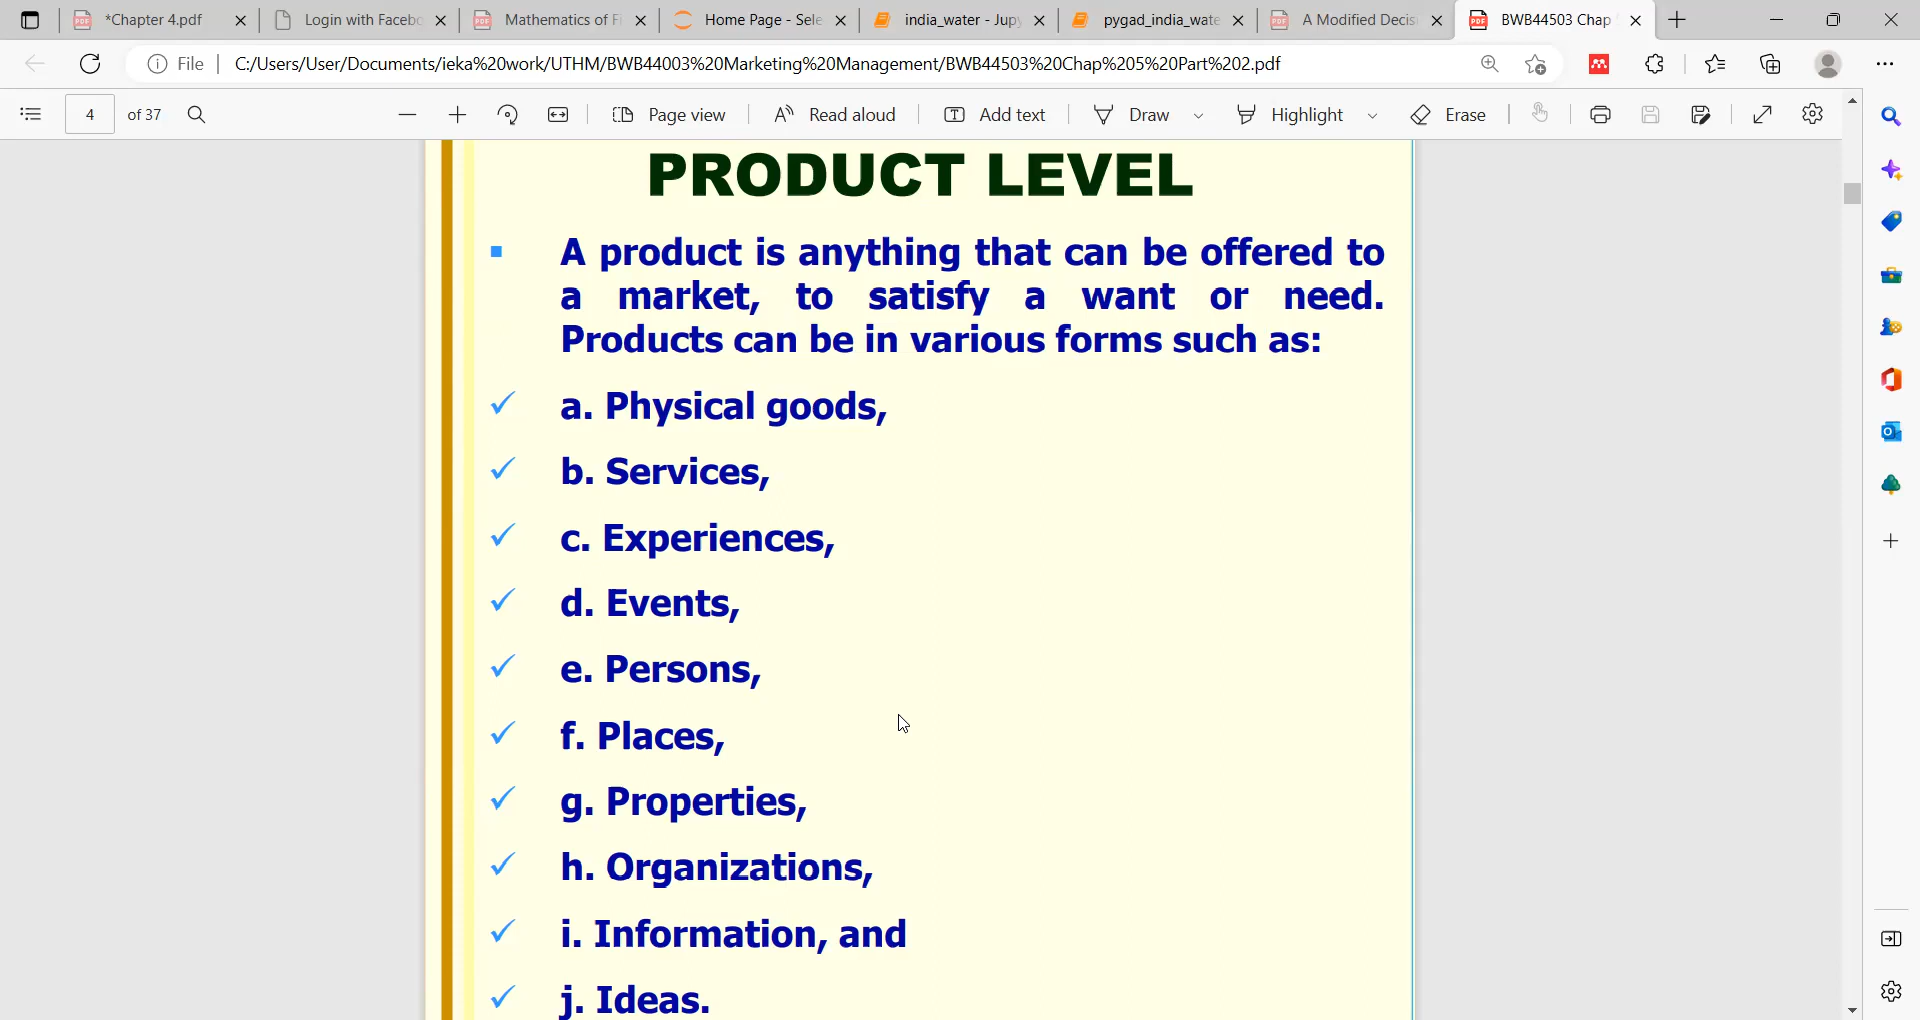 *Chapter 4.pdf
Login with Facebo
Mathematics of Fi
Home Page - Sele
india_water - Jupy
pygad_india_wate
A Modified Decis
BWB44503 Chap
File
C:/Users/User/Documents/ieka%20work/UTHM/BWB44003%20Marketing%20Management/BWB44503%20Chap%205%20Part%202.pdf
4 of 37
Page view
Read aloud
Add text
Draw
Highlight
Erase
PRODUCT LEVEL
A product is anything that can be offered to
a market, to satisfy a want or need.
Products can be in various forms such as:
a. Physical goods,
b. Services,
c. Experiences,
d. Events,
e. Persons,
f. Places,
g. Properties,
h. Organizations,
i. Information, and
j. Ideas.